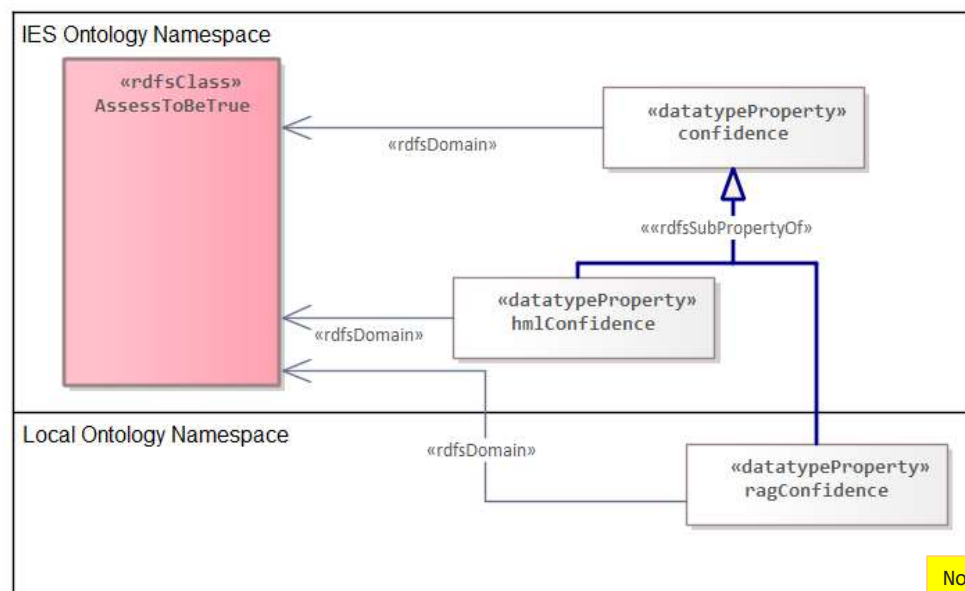 IES Ontology Namespace
«rdfsClass»
AssessToBeTrue
«datatypeProperty»
confidence
«rdfsDomain»
««rdfsSubPropertyOf»
«datatypeProperty»
hmlConfidence
«rdfsDomain»
Local Ontology Namespace
«rdfsDomain»
«datatypeProperty»
ragConfidence
No